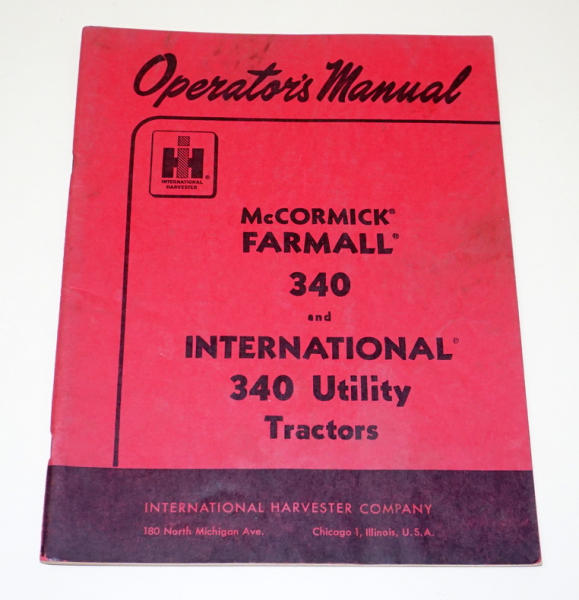 Operator's Manual
IH
®
INTERNATIONAL
HARVESTER
McCORMICK®
FARMALL®
340
and
INTERNATIONAL®
340 Utility
Tractors
INTERNATIONAL HARVESTER COMPANY
180 North Michigan Ave. Chicago 1, Illinois, U.S.A.